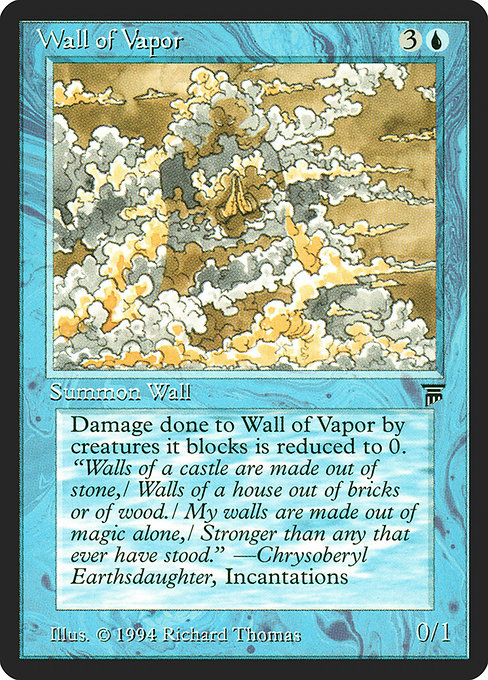 Wall of Vapor 3
Summon Wall
Damage done to Wall of Vapor by
creatures it blocks is reduced to 0.
“Walls of a castle are made out of
stone,/ Walls of a house out of bricks
or of wood./ My walls are made out of
magic alone,/ Stronger than any that
ever have stood.” —Chrysoberyl
Earthsdaughter, Incantations
Illus. © 1994 Richard Thomas 0/1